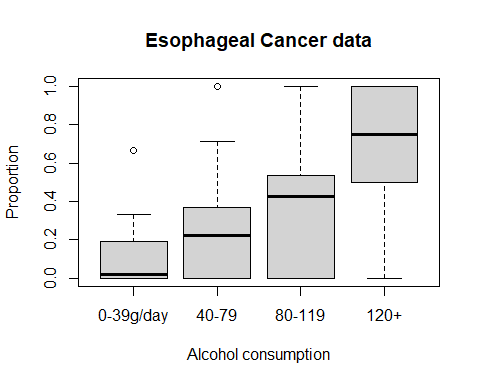 Esophageal Cancer data
Proportion
1.0
0.8
0.6
0.4
0.2
0.0
0-39g/day 40-79 80-119 120+
Alcohol consumption